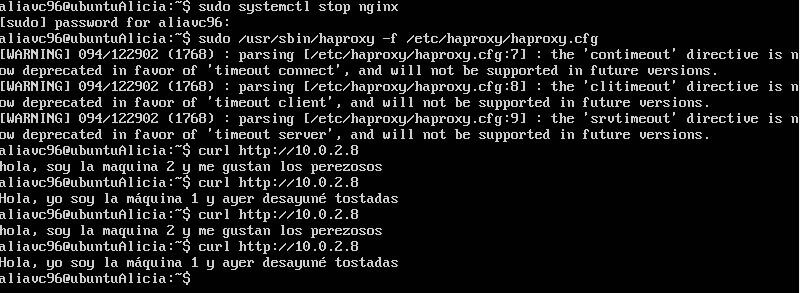 aliavc96@ubuntuAlicia:~$ sudo systemctl stop nginx
[sudo] password for aliavc96:
aliavc96@ubuntuAlicia:~$ sudo /usr/sbin/haproxy -f /etc/haproxy/haproxy.cfg
[WARNING] 094/122902 (1768) : parsing [/etc/haproxy/haproxy.cfg:7] : the 'contimeout' directive is n
ow deprecated in favor of 'timeout connect', and will not be supported in future versions.
[WARNING] 094/122902 (1768) : parsing [/etc/haproxy/haproxy.cfg:8] : the 'clitimeout' directive is n
ow deprecated in favor of 'timeout client', and will not be supported in future versions.
[WARNING] 094/122902 (1768) : parsing [/etc/haproxy/haproxy.cfg:9] : the 'srvtimeout' directive is n
ow deprecated in favor of 'timeout server', and will not be supported in future versions.
aliavc96@ubuntuAlicia:~$ curl http://10.0.2.8
hola, soy la maquina 2 y me gustan los perezosos
aliavc96@ubuntuAlicia:~$ curl http://10.0.2.8
Hola, yo soy la máquina 1 y ayer desayuné tostadas
aliavc96@ubuntuAlicia:~$ curl http://10.0.2.8
hola, soy la maquina 2 y me gustan los perezosos
aliavc96@ubuntuAlicia:~$ curl http://10.0.2.8
Hola, yo soy la máquina 1 y ayer desayuné tostadas
aliavc96@ubuntuAlicia:~$